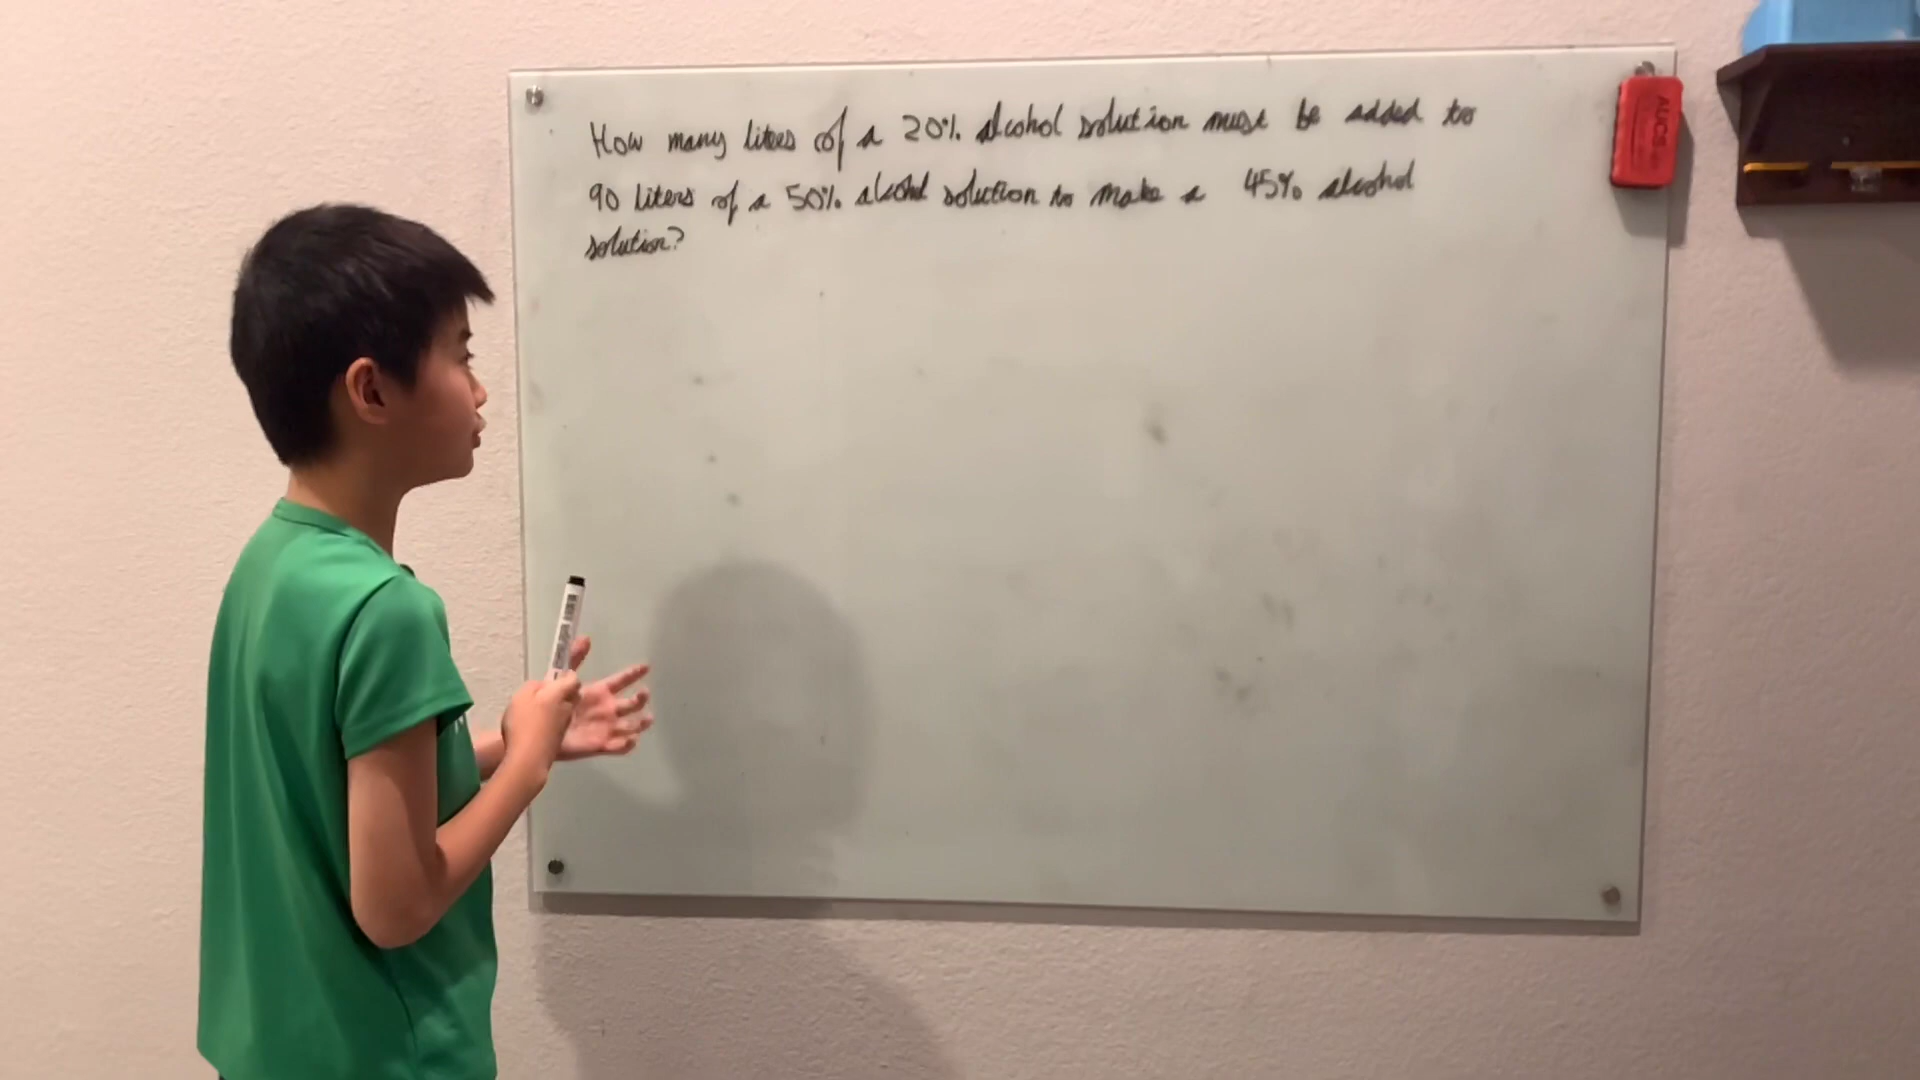 How many liters of a 20% alcohol solution must be added to
90 liters of a 50% alcohol solution to make a 45% alcohol
solution?